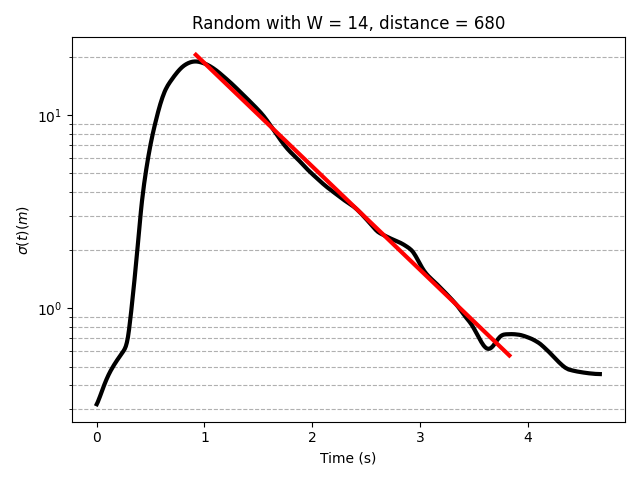 Random with W = 14, distance = 680
σ(t)(m)
10¹
10⁰
0 1 2 3 4
Time (s)